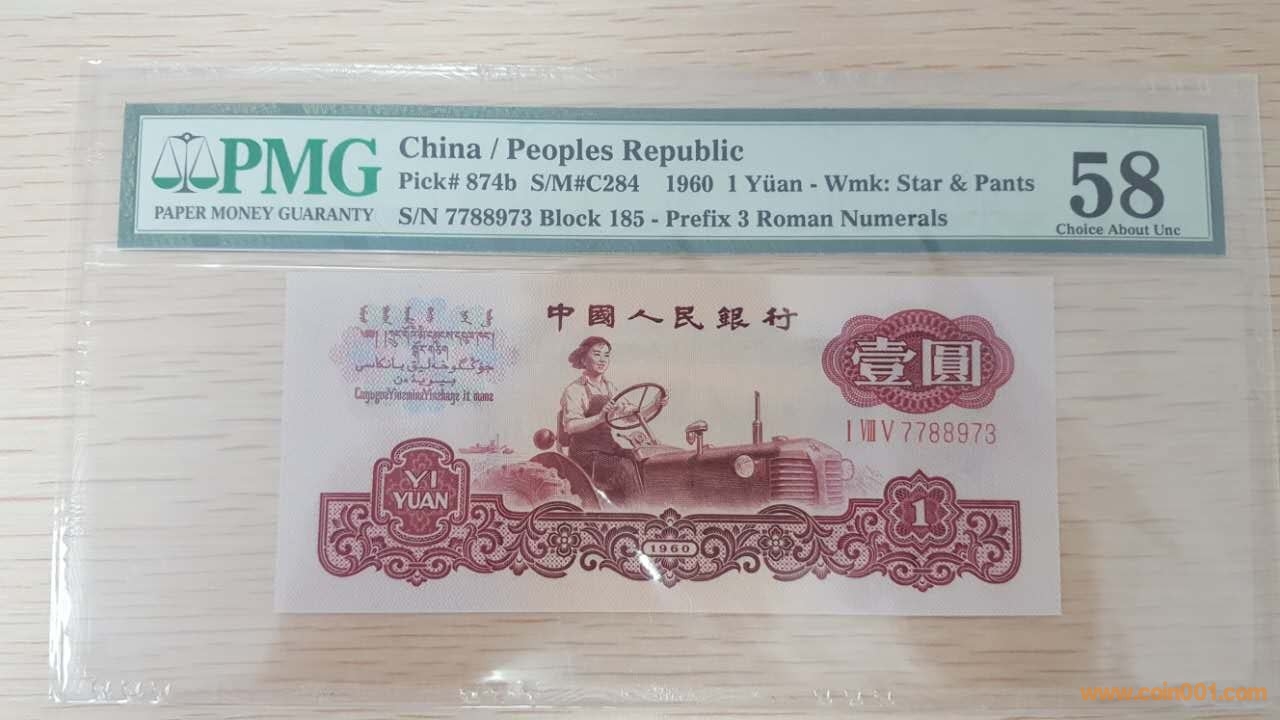 PMG
PAPER MONEY GUARANTY
China / Peoples Republic
Pick# 874b S/M#C284 1960 1 Yüan - Wmk: Star & Pants
S/N 7788973 Block 185 - Prefix 3 Roman Numerals
58
Choice About Unc
中國人民銀行
壹圓
I VIII V 7788973
YI
YUAN
1
1960
www.coin001.com